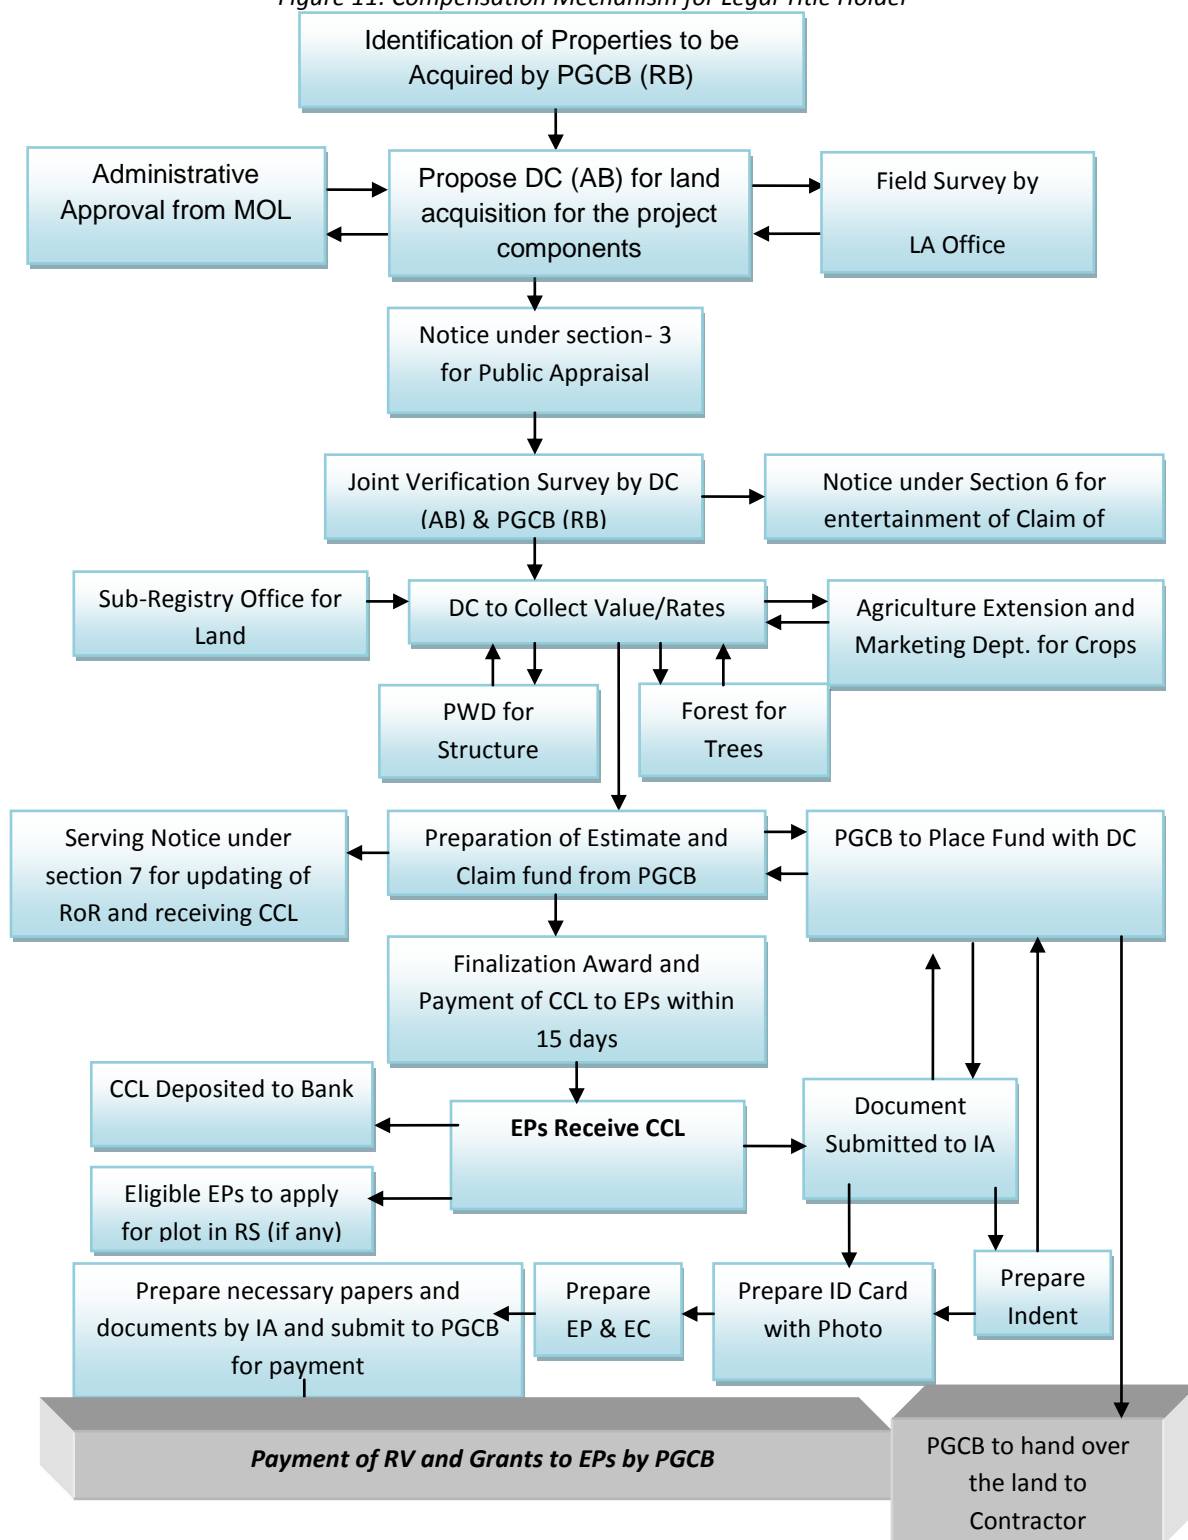 Figure 11: Compensation Mechanism for Legal Title Holder
Identification of Properties to be
Acquired by PGCB (RB)
Administrative
Approval from MOL
Propose DC (AB) for land
acquisition for the project
components
Field Survey by
LA Office
Notice under section- 3
for Public Appraisal
Joint Verification Survey by DC
(AB) & PGCB (RB)
Notice under Section 6 for
entertainment of Claim of
Sub-Registry Office for
Land
DC to Collect Value/Rates
Agriculture Extension and
Marketing Dept. for Crops
PWD for
Structure
Forest for
Trees
Serving Notice under
section 7 for updating of
RoR and receiving CCL
Preparation of Estimate and
Claim fund from PGCB
PGCB to Place Fund with DC
Finalization Award and
Payment of CCL to EPs within
15 days
CCL Deposited to Bank
EPs Receive CCL
Document
Submitted to IA
Eligible EPs to apply
for plot in RS (if any)
Prepare necessary papers and
documents by IA and submit to PGCB
for payment
Prepare
EP & EC
Prepare ID Card
with Photo
Prepare
Indent
Payment of RV and Grants to EPs by PGCB
PGCB to hand over
the land to
Contractor